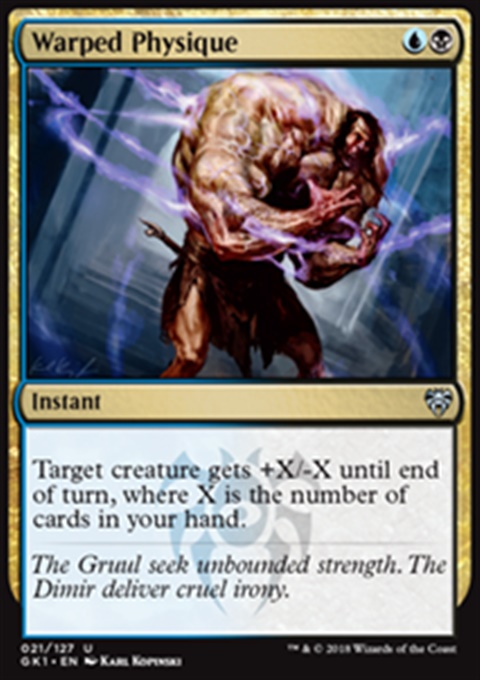 Warped Physique
Instant
Target creature gets +X/-X until end
of turn, where X is the number of
cards in your hand.
The Gruul seek unbounded strength. The
Dimir deliver cruel irony.
021/127 U
GK1 • EN Karl Kopinski
™ & © 2018 Wizards of the Coast